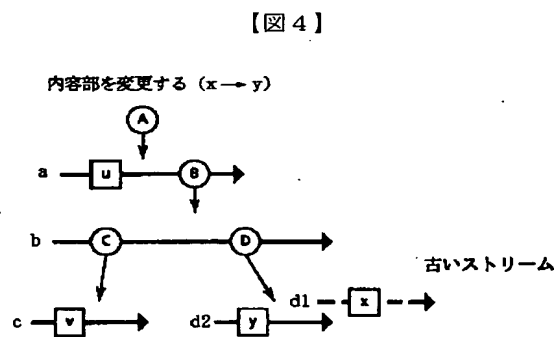 【図4】
内容部を変更する (x→y)
A
a u B
b C D
古いストリーム
d1 x
c v d2 y